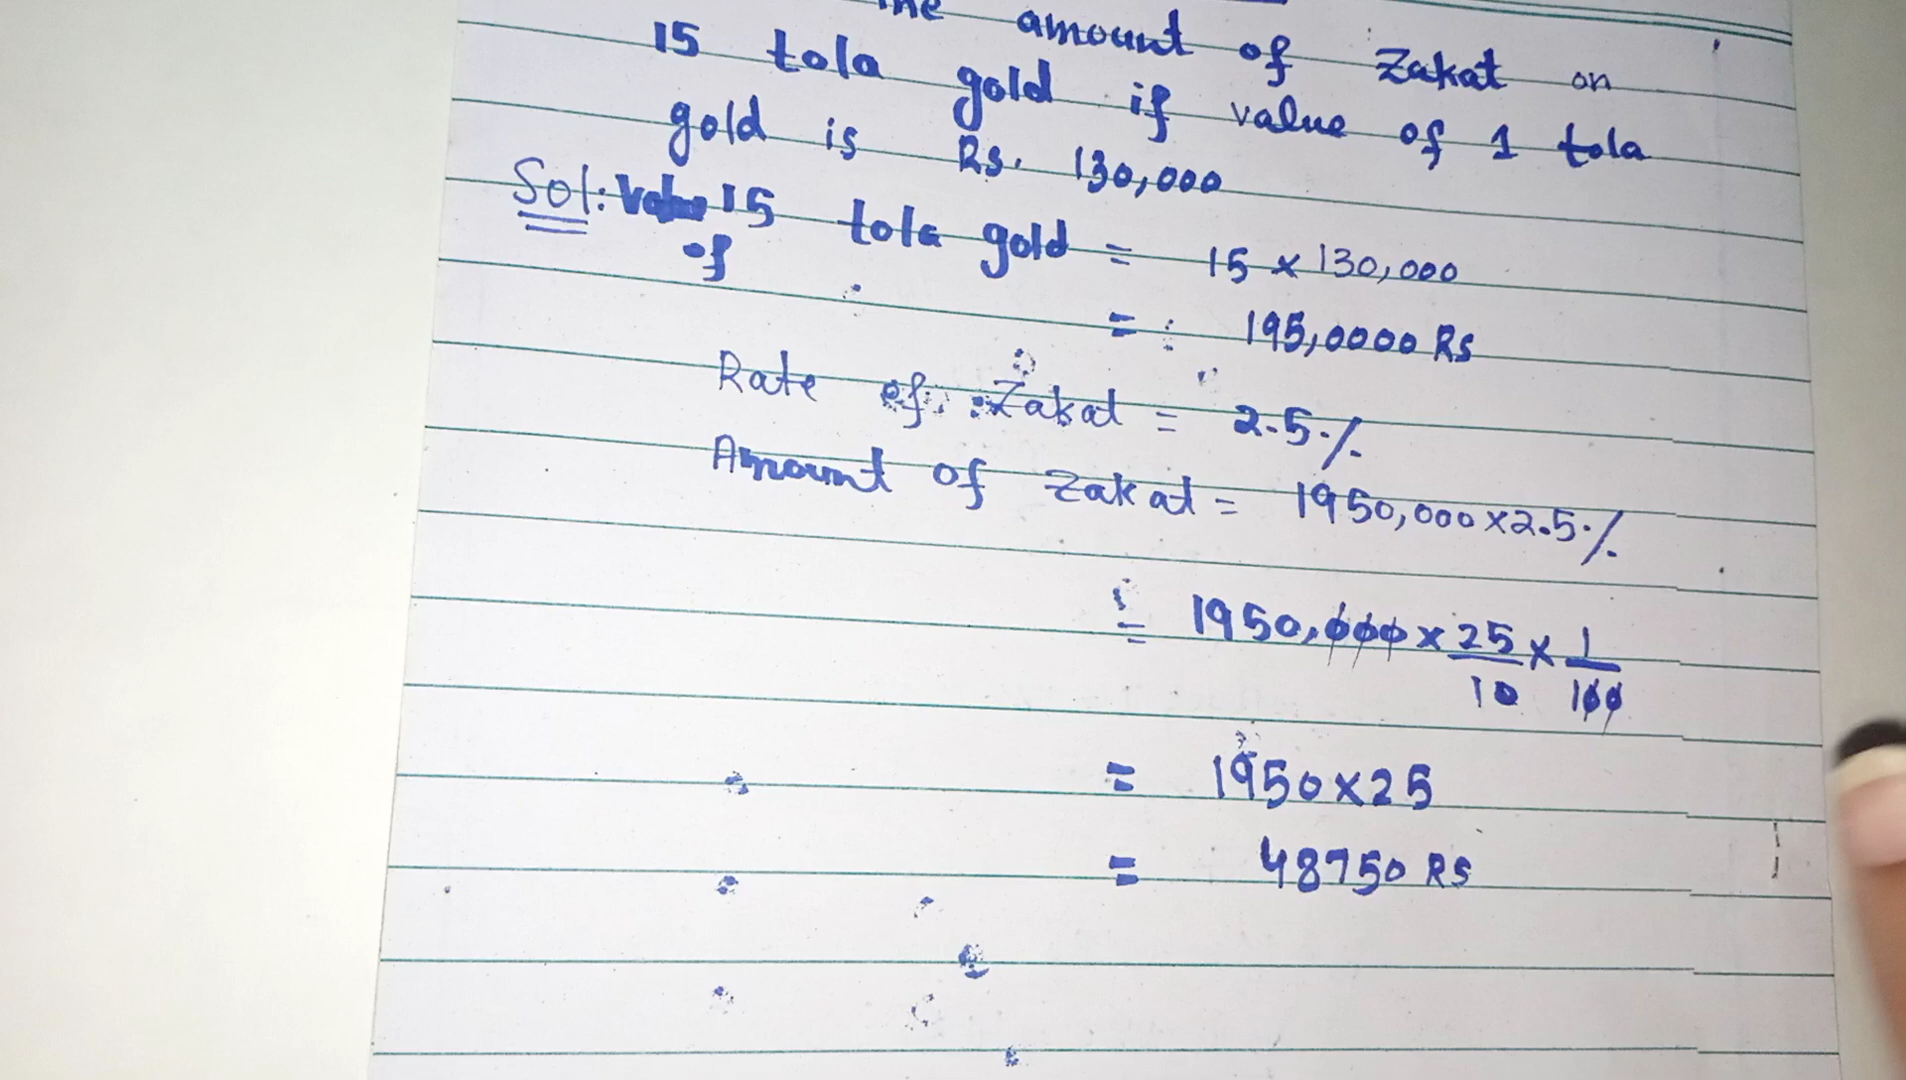 the amount of Zakat on
15 tola gold if value of 1 tola
gold is Rs. 130,000
Sol: Value 15 tola gold = 15 x 130,000
of
= 195,0000 Rs
Rate of Zakat = 2.5%
Amount of Zakat = 1950,000 x 2.5%
= 1950,000 x 25/10 x 1/100
= 1950 x 25
= 48750 RS